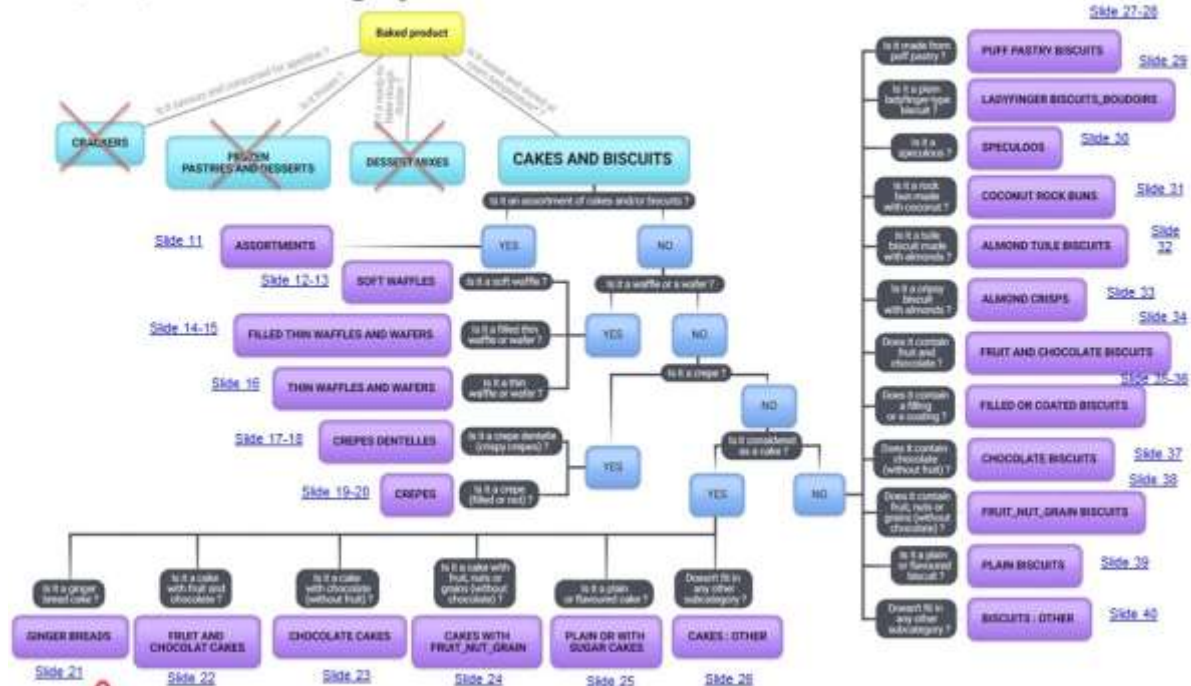 Baked product
Is it savoury and consumed for aperitive ?
Is it frozen ?
CRACKERS
FROZEN
PASTRIES AND DESSERTS
DESSERT MIXES
CAKES AND BISCUITS
Is it an assortment of cakes and/or biscuits ?
YES
NO
ASSORTMENTS
Slide 11
Is it a waffle or a wafer ?
YES
NO
Is it a soft waffle ?
SOFT WAFFLES
Slide 12-13
Is it a filled thin
waffle or wafer ?
FILLED THIN WAFFLES AND WAFERS
Slide 14-15
Is it a thin
waffle or wafer ?
THIN WAFFLES AND WAFERS
Slide 16
Is it a crepe ?
YES
NO
Is it a crepe dentelle
(crispy crepes) ?
CREPES DENTELLES
Slide 17-18
Is it a crepe
(filled or not) ?
CREPES
Slide 19-20
Is it considered
as a cake ?
YES
NO
Is it a ginger
bread cake ?
GINGER BREADS
Slide 21
Is it a cake
with fruit and
chocolate ?
FRUIT AND
CHOCOLAT CAKES
Slide 22
Is it a cake
with chocolate
(without fruit) ?
CHOCOLATE CAKES
Slide 23
Is it a cake with
fruit, nuts or
grains (without
chocolate) ?
CAKES WITH
FRUIT_NUT_GRAIN
Slide 24
Is it a plain
or flavoured cake ?
PLAIN OR WITH
SUGAR CAKES
Slide 25
Doesn't fit in
any other
subcategory ?
CAKES : OTHER
Slide 26
Slide 27-28
Is it made from
puff pastry ?
PUFF PASTRY BISCUITS
Slide 29
Is it a plain
ladyfinger-type
biscuit ?
LADYFINGER BISCUITS_BOUDOIRE
Is it a
speculoos ?
SPECULOOS
Slide 30
Is it a rock
bun made
with coconut ?
COCONUT ROCK BUNS
Slide 31
Is it a tuile
biscuit made
with almonds ?
ALMOND TUILE BISCUITS
Slide
32
Is it a crispy
biscuit
with almonds ?
ALMOND CRISPS
Slide 33
Slide 34
Does it contain
fruit and
chocolate ?
FRUIT AND CHOCOLATE BISCUITS
Slide 35-36
Does it contain
a filling
or a coating ?
FILLED OR COATED BISCUITS
Does it contain
chocolate
(without fruit) ?
CHOCOLATE BISCUITS
Slide 37
Slide 38
Does it contain
fruit, nuts or
grains (without
chocolate) ?
FRUIT_NUT_GRAIN BISCUITS
Is it a plain
or flavoured
biscuit ?
PLAIN BISCUITS
Slide 39
Doesn't fit in
any other
subcategory ?
BISCUITS : OTHER
Slide 40